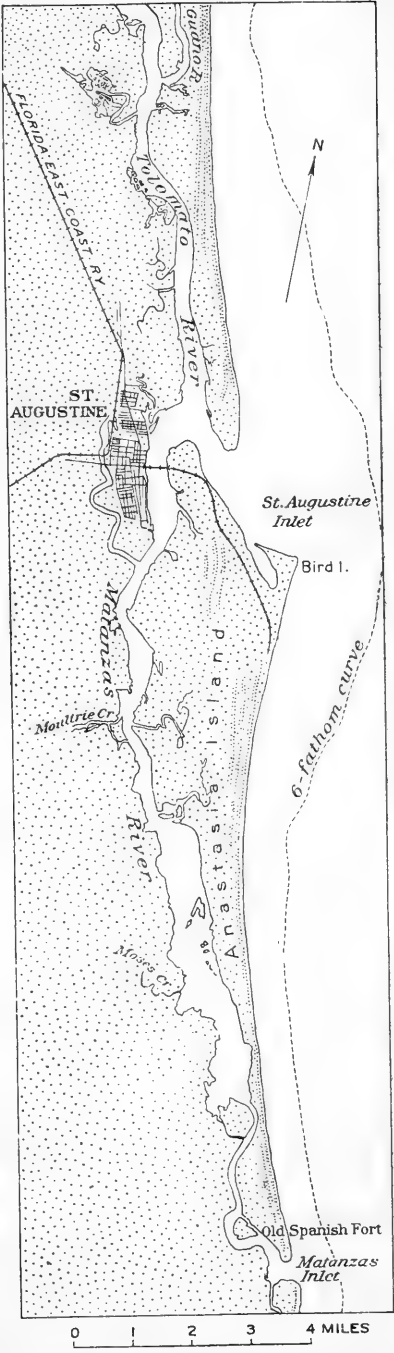 Guano R.
Tolomato
River
N
FLORIDA EAST COAST RY
ST.
AUGUSTINE
St. Augustine
Inlet
Bird I.
Matanzas
River
Anastasia Island
6-fathom curve
Moultrie Cr.
Moses Cr.
Old Spanish Fort
Matanzas
Inlet
0 1 2 3 4 MILES